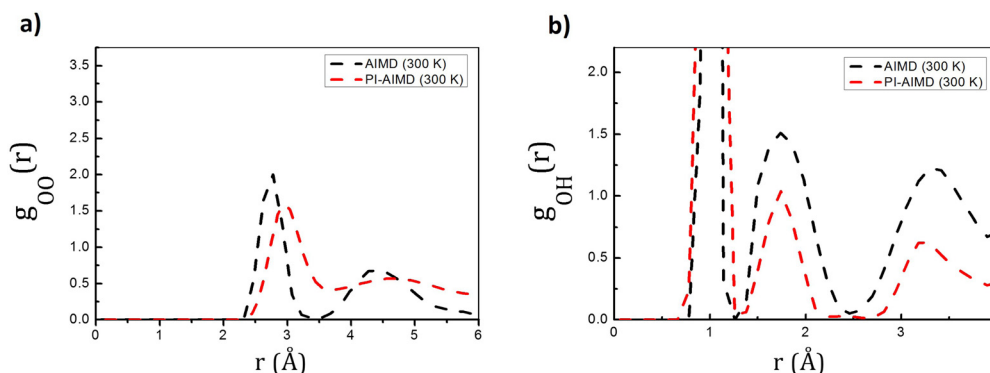 a)
AIMD (300 K)
PI-AIMD (300 K)
3.5
3.0
2.5
2.0
1.5
1.0
0.5
0.0
0 1 2 3 4 5 6
g_OO(r)
r (Å)
b)
AIMD (300 K)
PI-AIMD (300 K)
2.0
1.5
1.0
0.5
0.0
0 1 2 3
g_OH(r)
r (Å)